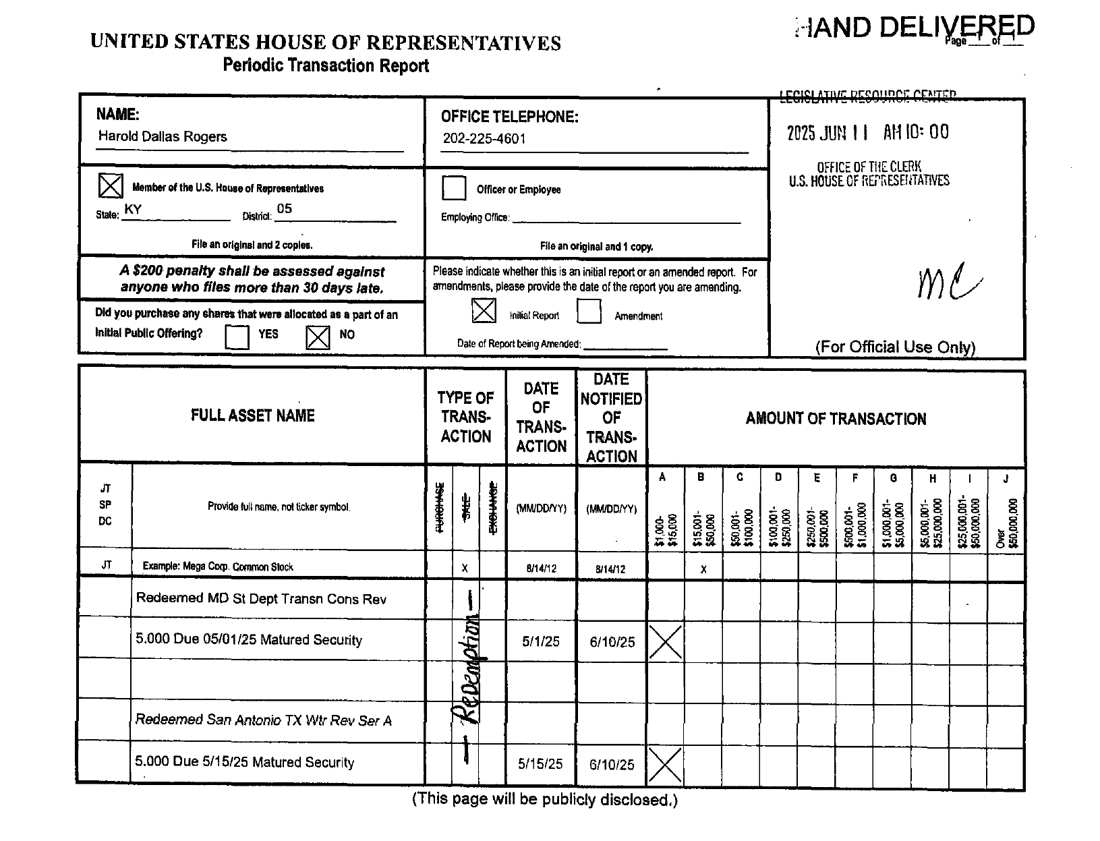 HAND DELIVERED
UNITED STATES HOUSE OF REPRESENTATIVES
Page ___ of ___
Periodic Transaction Report
LEGISLATIVE RESOURCE CENTER
NAME:
Harold Dallas Rogers
OFFICE TELEPHONE:
202-225-4601
2025 JUN 11 AM 10: 00
OFFICE OF THE CLERK
U.S. HOUSE OF REPRESENTATIVES
Member of the U.S. House of Representatives
State: KY District: 05
File an original and 2 copies.
Officer or Employee
Employing Office:
File an original and 1 copy.
A $200 penalty shall be assessed against
anyone who files more than 30 days late.
Please indicate whether this is an initial report or an amended report. For
amendments, please provide the date of the report you are amending.
Initial Report Amendment
Date of Report being Amended:
MC
Did you purchase any shares that were allocated as a part of an
Initial Public Offering? YES NO
(For Official Use Only)
FULL ASSET NAME
TYPE OF
TRANS-
ACTION
DATE
OF
TRANS-
ACTION
DATE
NOTIFIED
OF
TRANS-
ACTION
AMOUNT OF TRANSACTION
JT
SP
DC
Provide full name, not ticker symbol.
PURCHASE
SALE
EXCHANGE
(MM/DD/YY)
(MM/DD/YY)
A
$1,000-
$15,000
B
$15,001-
$50,000
C
$50,001-
$100,000
D
$100,001-
$250,000
E
$250,001-
$500,000
F
$500,001-
$1,000,000
G
$1,000,001-
$5,000,000
H
$5,000,001-
$25,000,000
I
$25,000,001-
$50,000,000
J
Over
$50,000,000
JT Example: Mega Corp. Common Stock X 8/14/12 8/14/12 X
Redeemed MD St Dept Transn Cons Rev
5.000 Due 05/01/25 Matured Security 5/1/25 6/10/25 X
— Redemption —
Redeemed San Antonio TX Wtr Rev Ser A
5.000 Due 5/15/25 Matured Security 5/15/25 6/10/25 X
(This page will be publicly disclosed.)